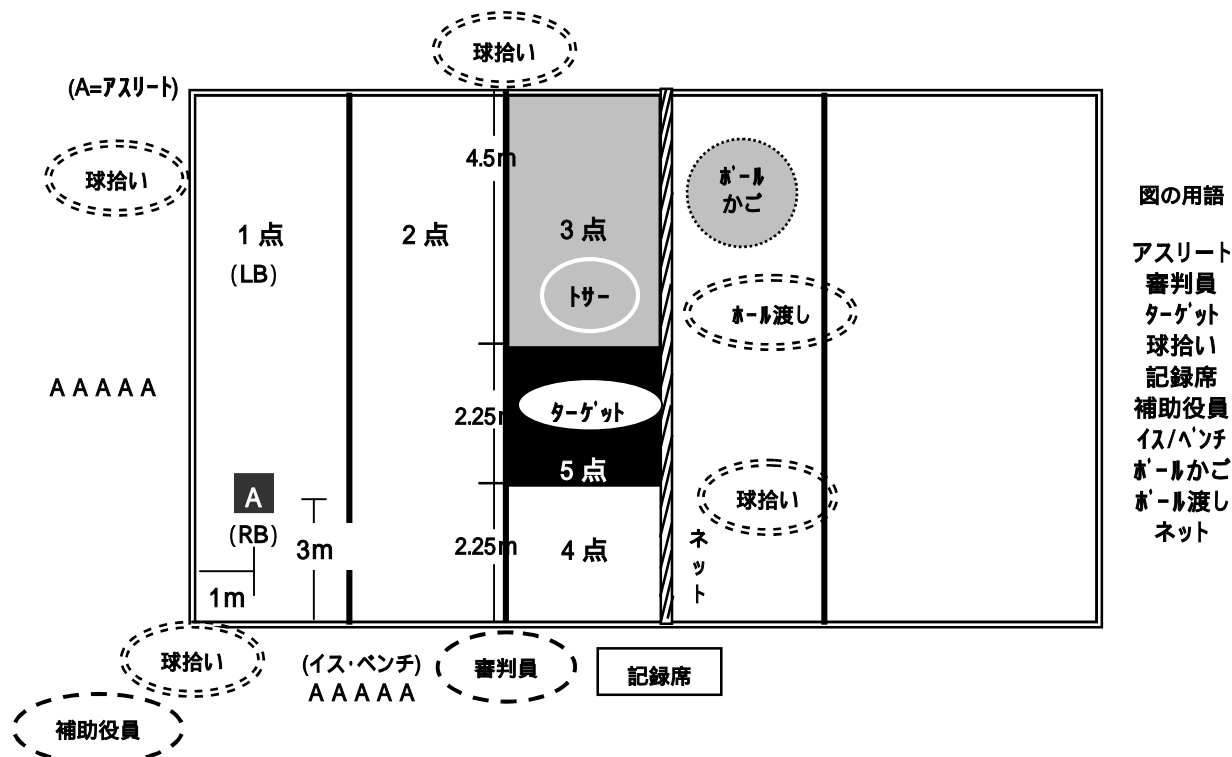 球拾い
(A=アスリート)
球拾い
4.5m
ボール
かご
1 点
(LB)
2 点
3 点
トサー
ホール渡し
A A A A A
ターゲット
2.25m
5 点
A
(RB)
3m
1m
2.25m
4 点
球拾い
ネット
球拾い
(イス・ベンチ)
A A A A A
審判員
記録席
補助役員
図の用語
アスリート
審判員
ターゲット
球拾い
記録席
補助役員
イス/ベンチ
ボールかご
ボール渡し
ネット